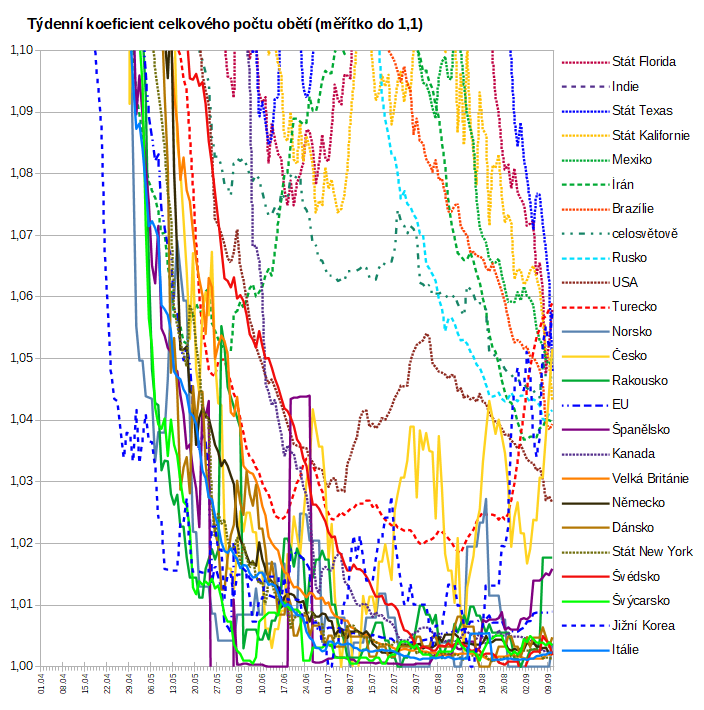 Týdenní koeficient celkového počtu obětí (měřítko do 1,1)
1,10
1,09
1,08
1,07
1,06
1,05
1,04
1,03
1,02
1,01
1,00
01.04
08.04
15.04
22.04
29.04
06.05
13.05
20.05
27.05
03.06
10.06
17.06
24.06
01.07
08.07
15.07
22.07
29.07
05.08
12.08
19.08
26.08
02.09
09.09
Stát Florida
Indie
Stát Texas
Stát Kalifornie
Mexiko
Írán
Brazílie
celosvětově
Rusko
USA
Turecko
Norsko
Česko
Rakousko
EU
Španělsko
Kanada
Velká Británie
Německo
Dánsko
Stát New York
Švédsko
Švýcarsko
Jižní Korea
Itálie